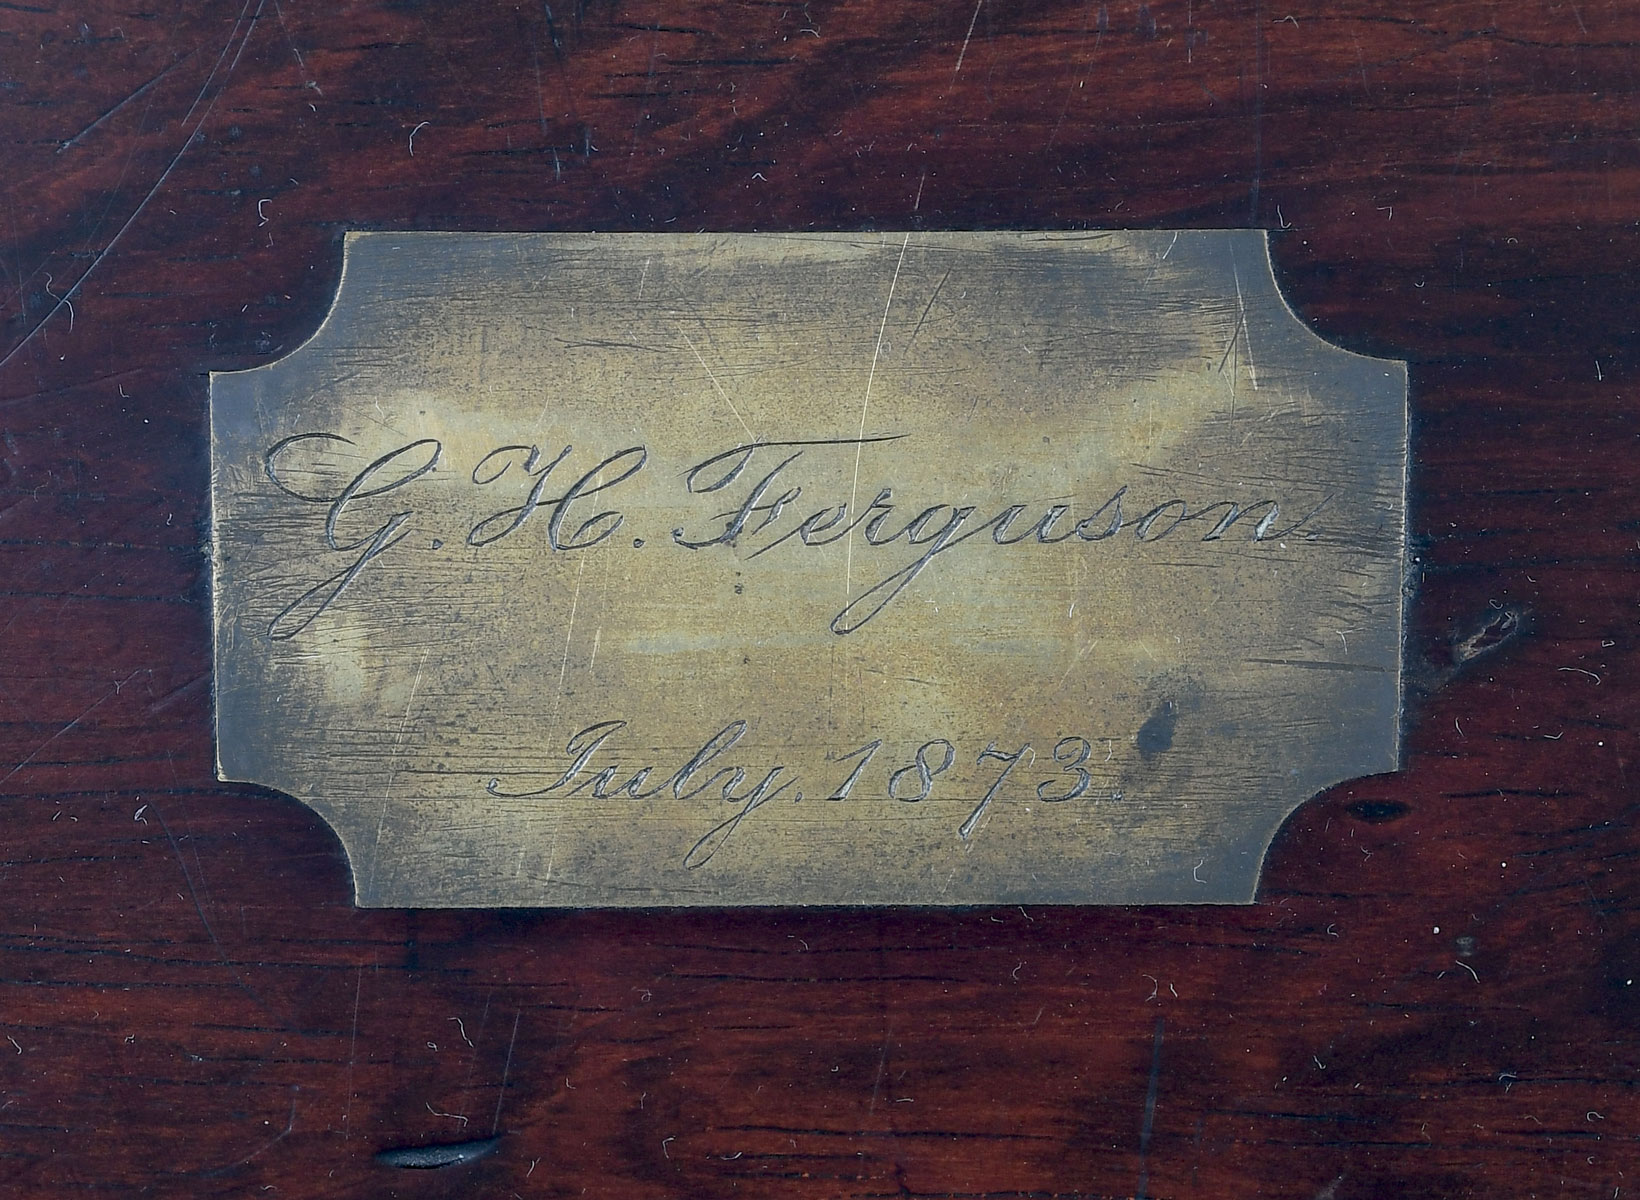 G. H. Ferguson.
July. 1873.